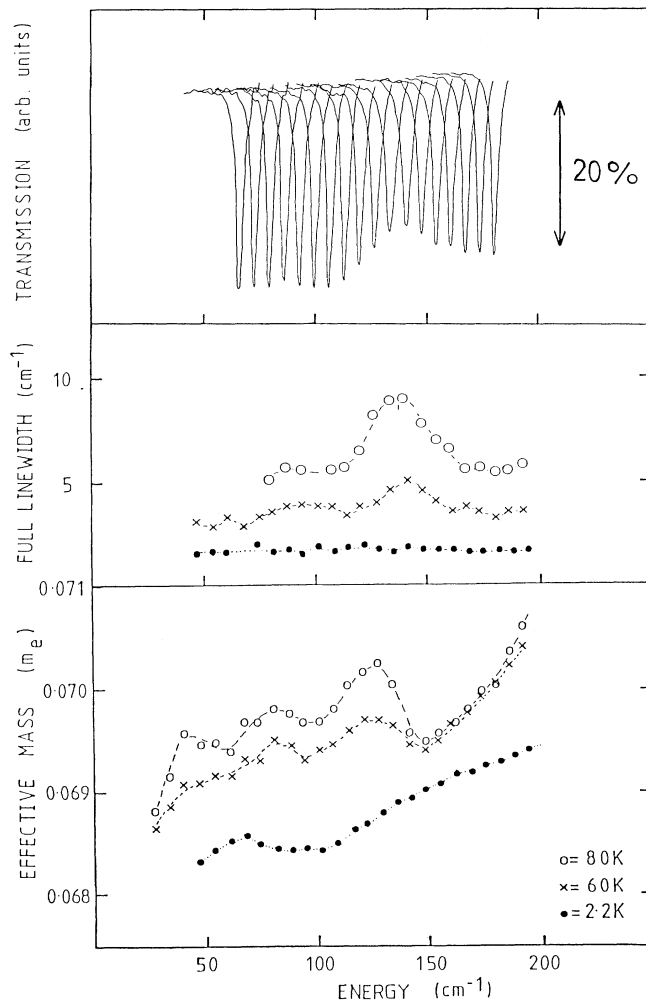 TRANSMISSION (arb. units)
20%
FULL LINEWIDTH (cm-1)
10
5
EFFECTIVE MASS (me)
0·071
0·070
0·069
0·068
o= 80K
×= 60K
●=2·2K
50
100
150
200
ENERGY (cm-1)